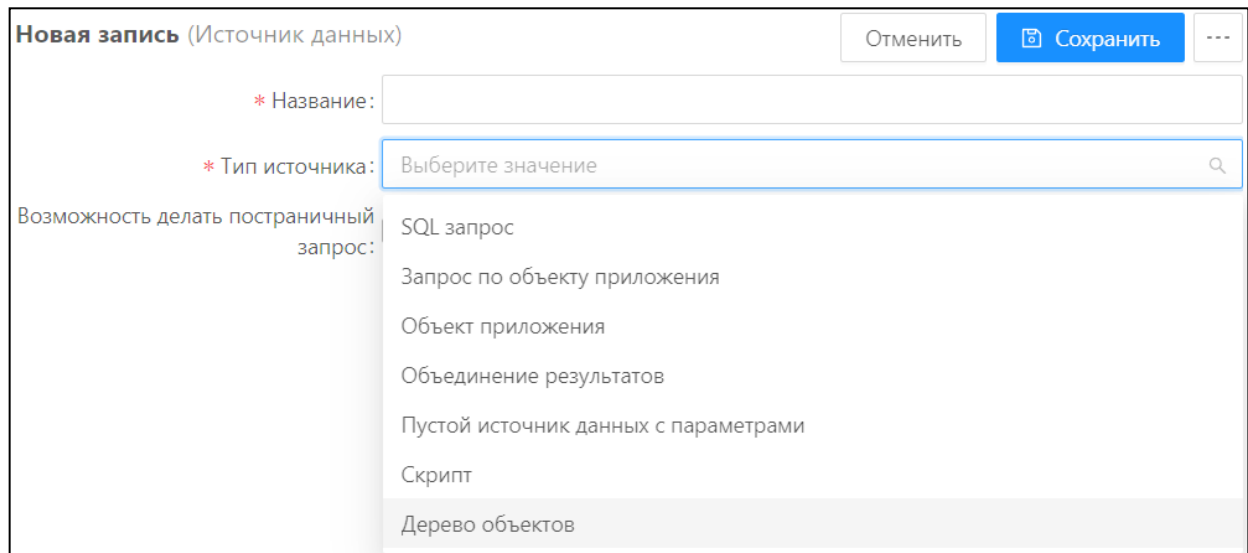 Новая запись (Источник данных) Отменить Сохранить ---
* Название:
* Тип источника: Выберите значение
Возможность делать постраничный
запрос:
SQL запрос
Запрос по объекту приложения
Объект приложения
Объединение результатов
Пустой источник данных с параметрами
Скрипт
Дерево объектов